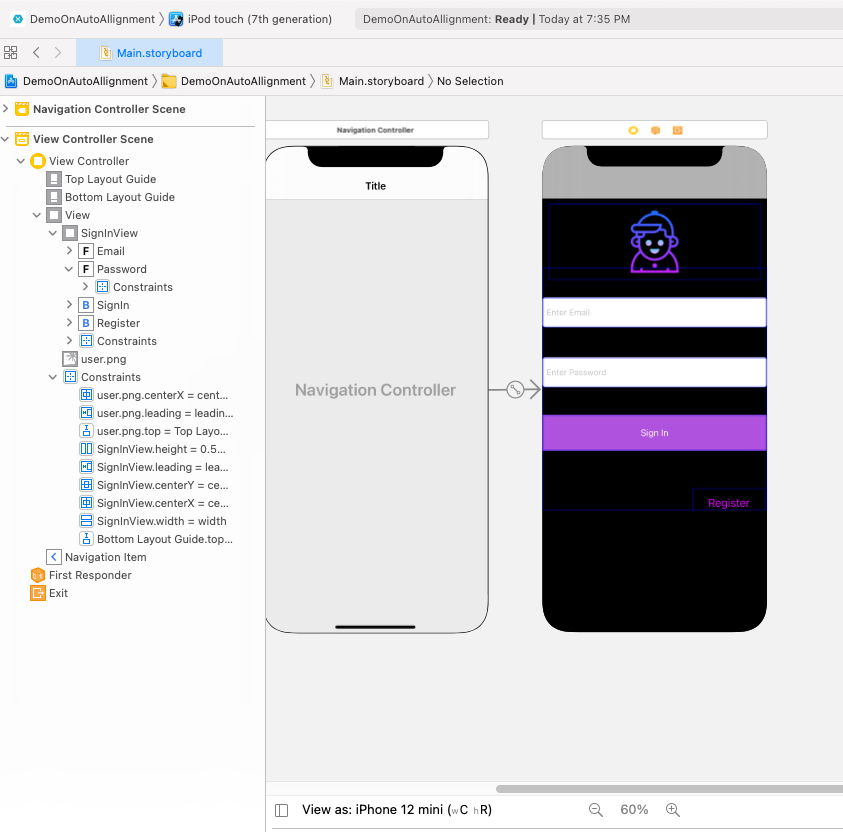 DemoOnAutoAllignment 〉 iPod touch (7th generation)
DemoOnAutoAllignment: Ready | Today at 7:35 PM
Main.storyboard
DemoOnAutoAllignment 〉 DemoOnAutoAllignment 〉 Main.storyboard 〉 No Selection
Navigation Controller Scene
View Controller Scene
View Controller
Top Layout Guide
Bottom Layout Guide
View
SignInView
F Email
F Password
Constraints
B SignIn
B Register
Constraints
user.png
Constraints
user.png.centerX = cent...
user.png.leading = leadin...
user.png.top = Top Layo...
SignInView.height = 0.5...
SignInView.leading = lea...
SignInView.centerY = ce...
SignInView.centerX = ce...
SignInView.width = width
Bottom Layout Guide.top...
Navigation Item
First Responder
Exit
Navigation Controller
Title
Navigation Controller
Enter Email
Enter Password
Sign In
Register
View as: iPhone 12 mini (wC hR)
60%